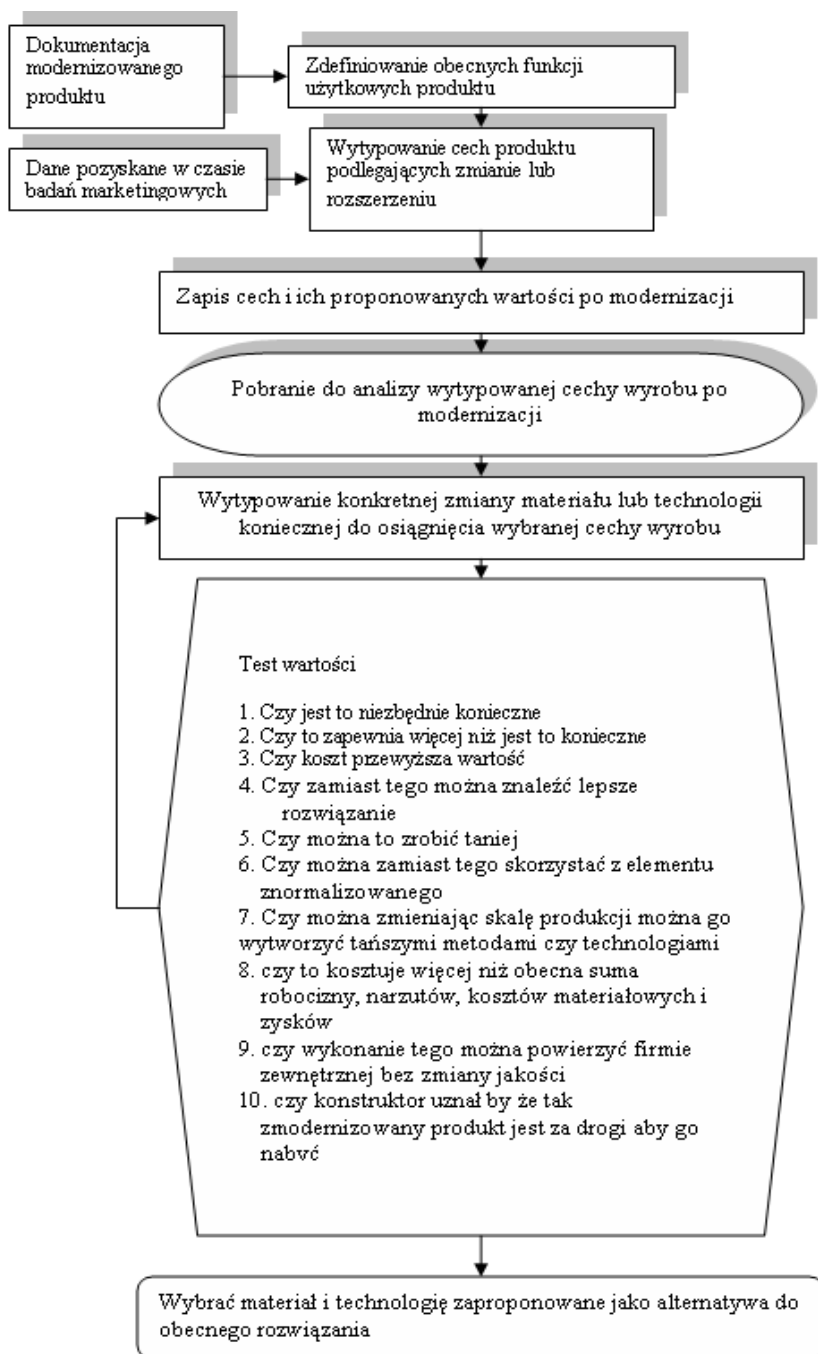 Dokumentacja
modernizowanego
produktu
Zdefiniowanie obecnych funkcji
użytkowych produktu
Dane pozyskane w czasie
badań marketingowych
Wytypowanie cech produktu
podlegających zmianie lub
rozszerzeniu
Zapis cech i ich proponowanych wartości po modernizacji
Pobranie do analizy wytypowanej cechy wyrobu po
modernizacji
Wytypowanie konkretnej zmiany materiału lub technologii
koniecznej do osiągnięcia wybranej cechy wyrobu
Test wartości
1. Czy jest to niezbędnie konieczne
2. Czy to zapewnia więcej niż jest to konieczne
3. Czy koszt przewyższa wartość
4. Czy zamiast tego można znaleźć lepsze
rozwiązanie
5. Czy można to zrobić taniej
6. Czy można zamiast tego skorzystać z elementu
znormalizowanego
7. Czy można zmieniając skalę produkcji można go
wytworzyć tańszymi metodami czy technologiami
8. czy to kosztuje więcej niż obecna suma
robocizny, narzutów, kosztów materiałowych i
zysków
9. czy wykonanie tego można powierzyć firmie
zewnętrznej bez zmiany jakości
10. czy konstruktor uznał by że tak
zmodernizowany produkt jest za drogi aby go
nabyć
Wybrać materiał i technologię zaproponowane jako alternatywa do
obecnego rozwiązania